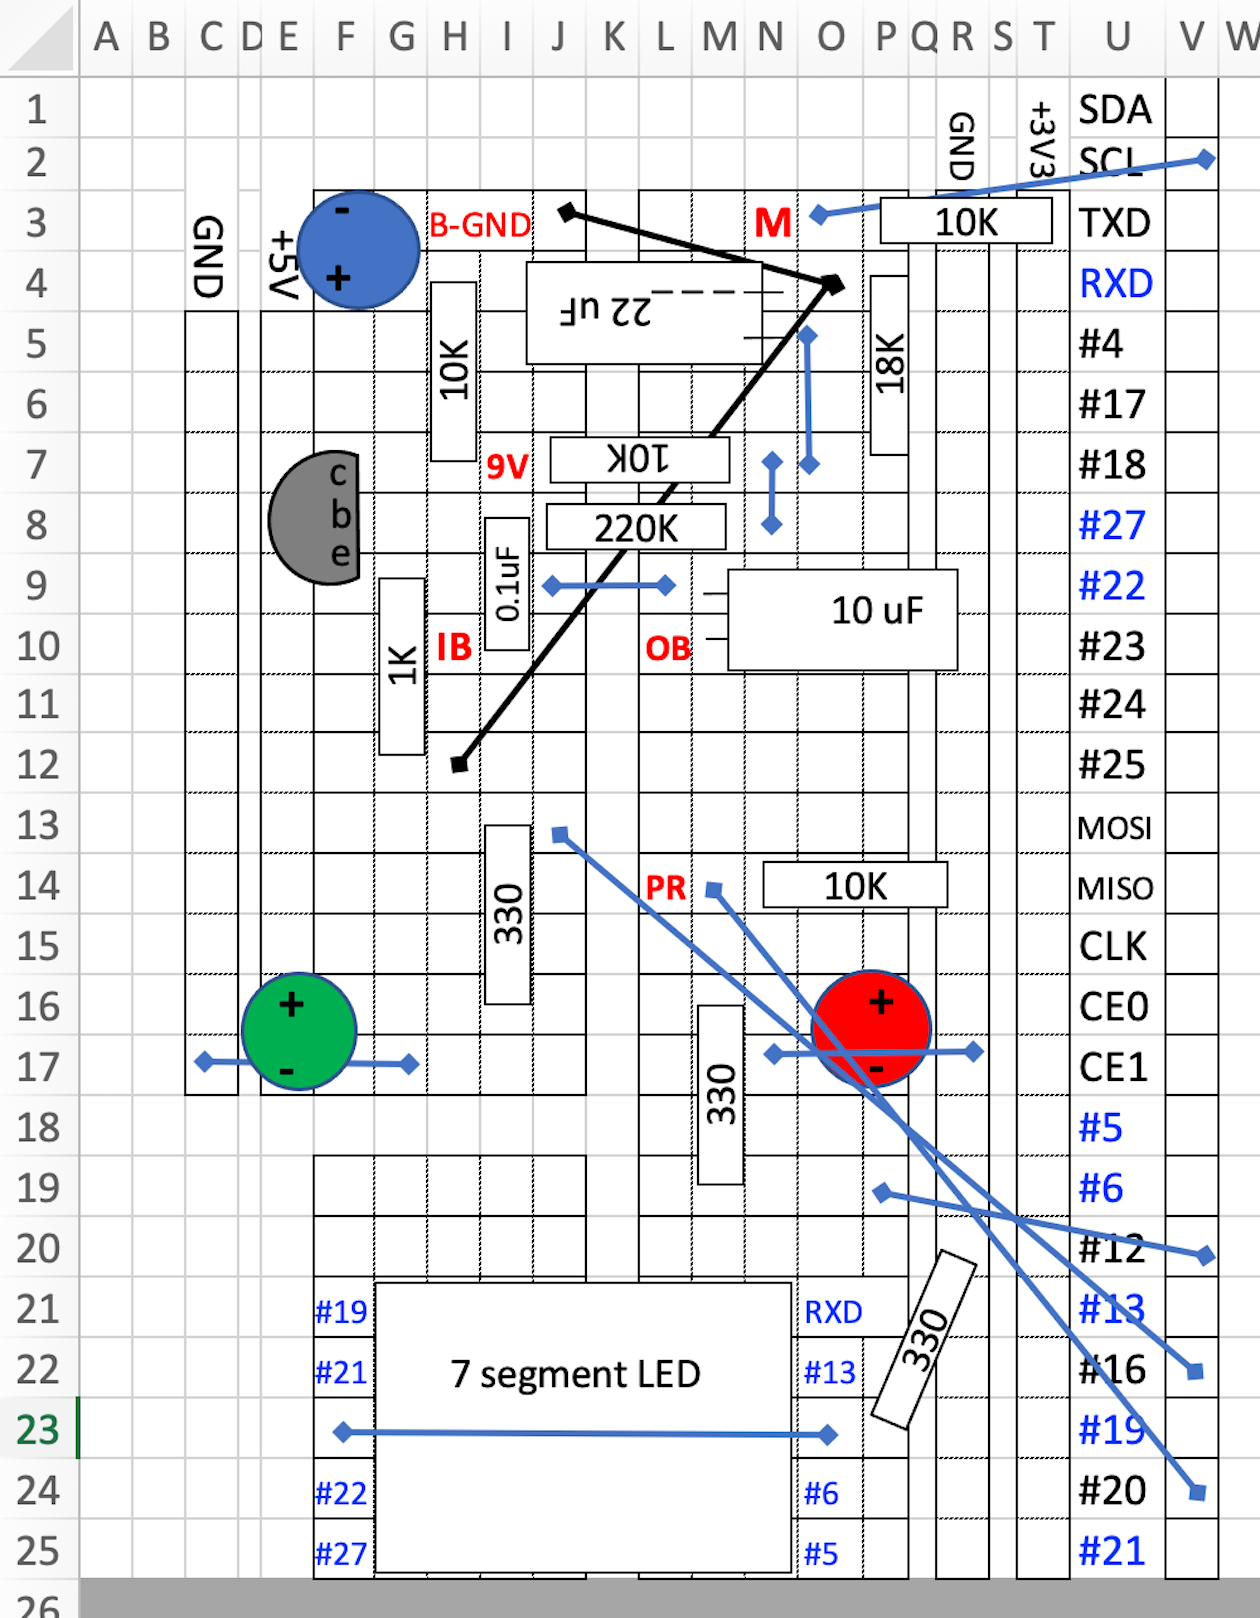 A B C D E F G H I J K L M N O P Q R S T U V W
1 SDA
GND +3V3
2 SCL
3 - B-GND M 10K TXD
GND +5V
4 + 22 uF RXD
5 10K 18K #4
6 #17
7 c 9V 10K #18
8 b 220K #27
e
9 0.1uF #22
10 uF
10 1K IB OB #23
11 #24
12 #25
13 MOSI
14 330 PR 10K MISO
15 CLK
16 + + CE0
17 - - CE1
330
18 #5
19 #6
20 #12
21 #19 RXD #13
330
22 #21 7 segment LED #13 #16
23 #19
24 #22 #6 #20
25 #27 #5 #21
26